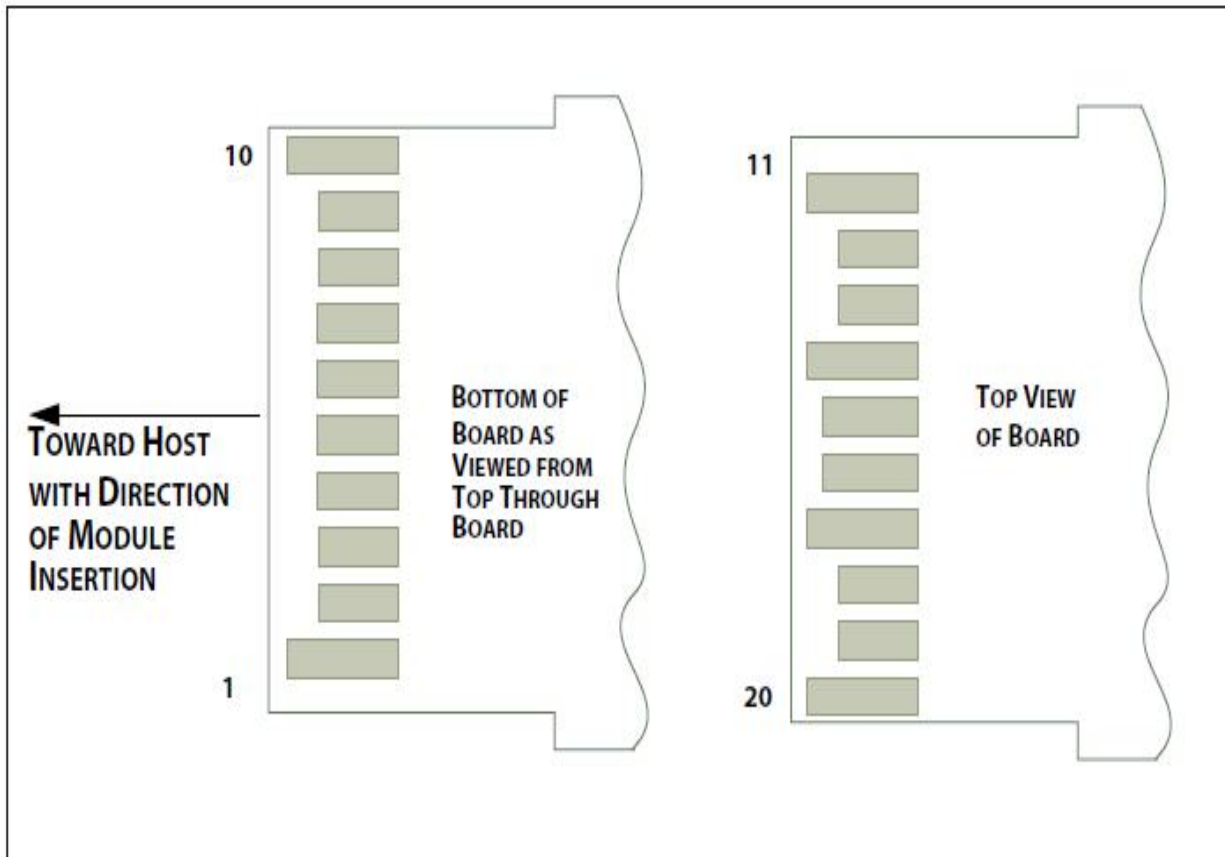 10
1
TOWARD HOST
WITH DIRECTION
OF MODULE
INSERTION
BOTTOM OF
BOARD AS
VIEWED FROM
TOP THROUGH
BOARD
11
20
TOP VIEW
OF BOARD